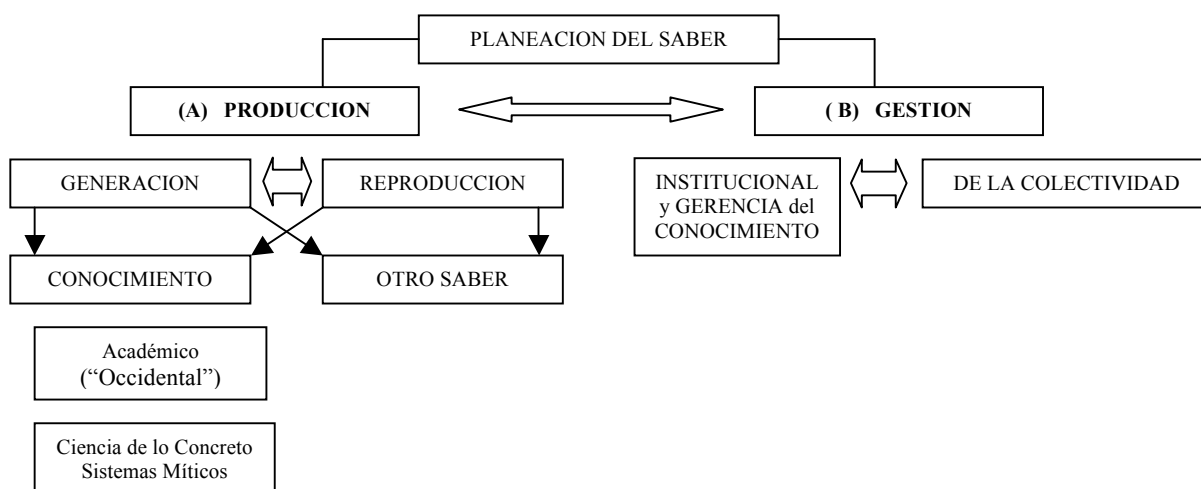 PLANEACION DEL SABER
(A) PRODUCCION
( B) GESTION
GENERACION
REPRODUCCION
INSTITUCIONAL
y GERENCIA del
CONOCIMIENTO
DE LA COLECTIVIDAD
CONOCIMIENTO
OTRO SABER
Académico
(“Occidental”)
Ciencia de lo Concreto
Sistemas Míticos